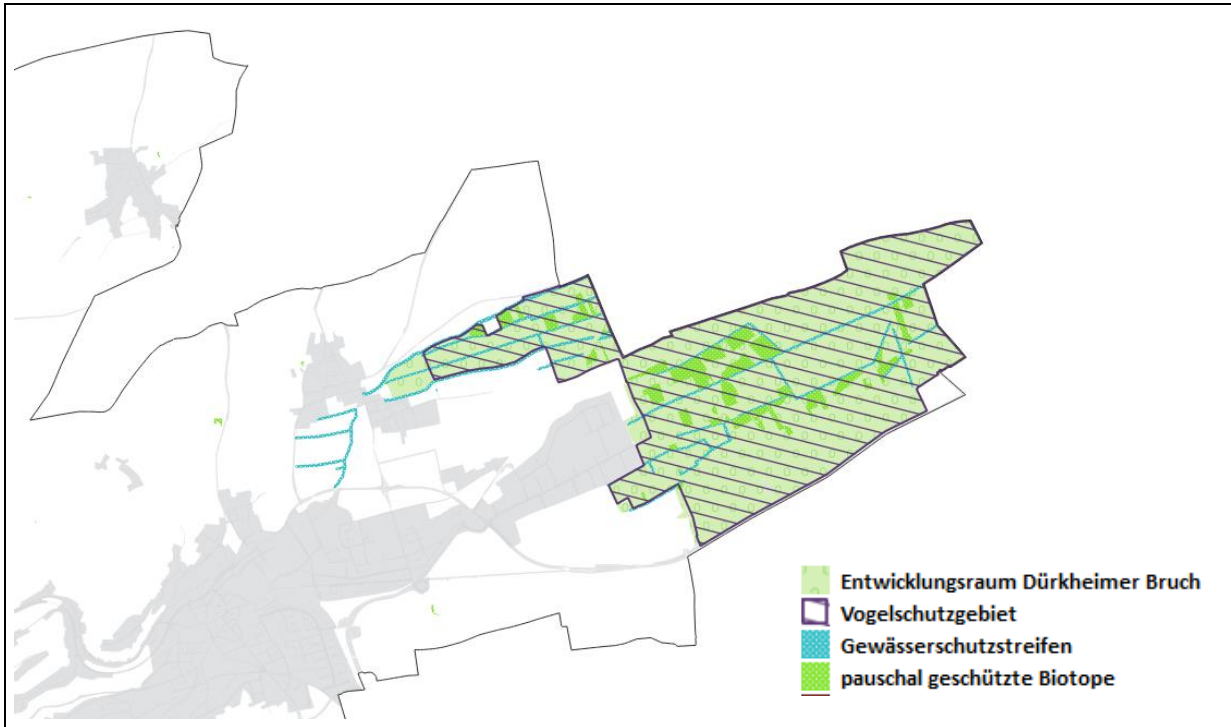 Entwicklungsraum Dürkheimer Bruch
Vogelschutzgebiet
Gewässerschutzstreifen
pauschal geschützte Biotope